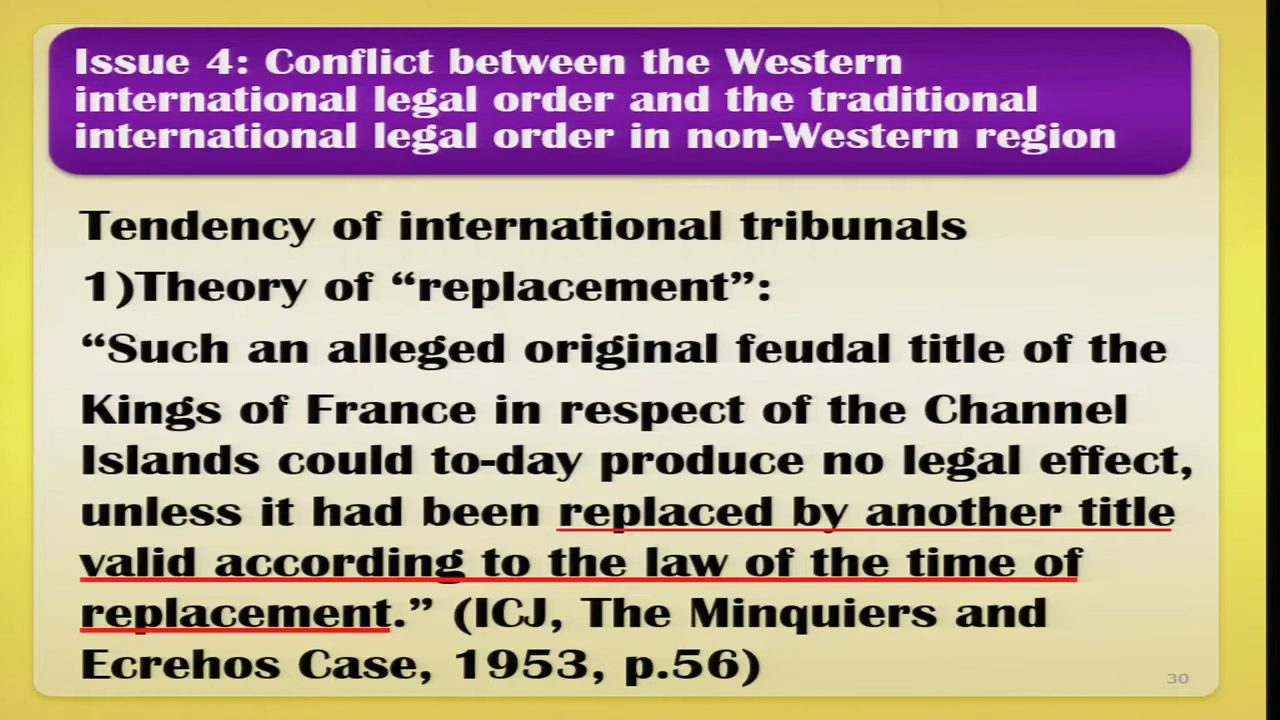 Issue 4: Conflict between the Western
international legal order and the traditional
international legal order in non-Western region
Tendency of international tribunals
1)Theory of “replacement”:
“Such an alleged original feudal title of the
Kings of France in respect of the Channel
Islands could to-day produce no legal effect,
unless it had been replaced by another title
valid according to the law of the time of
replacement.” (ICJ, The Minquiers and
Ecrehos Case, 1953, p.56)
30